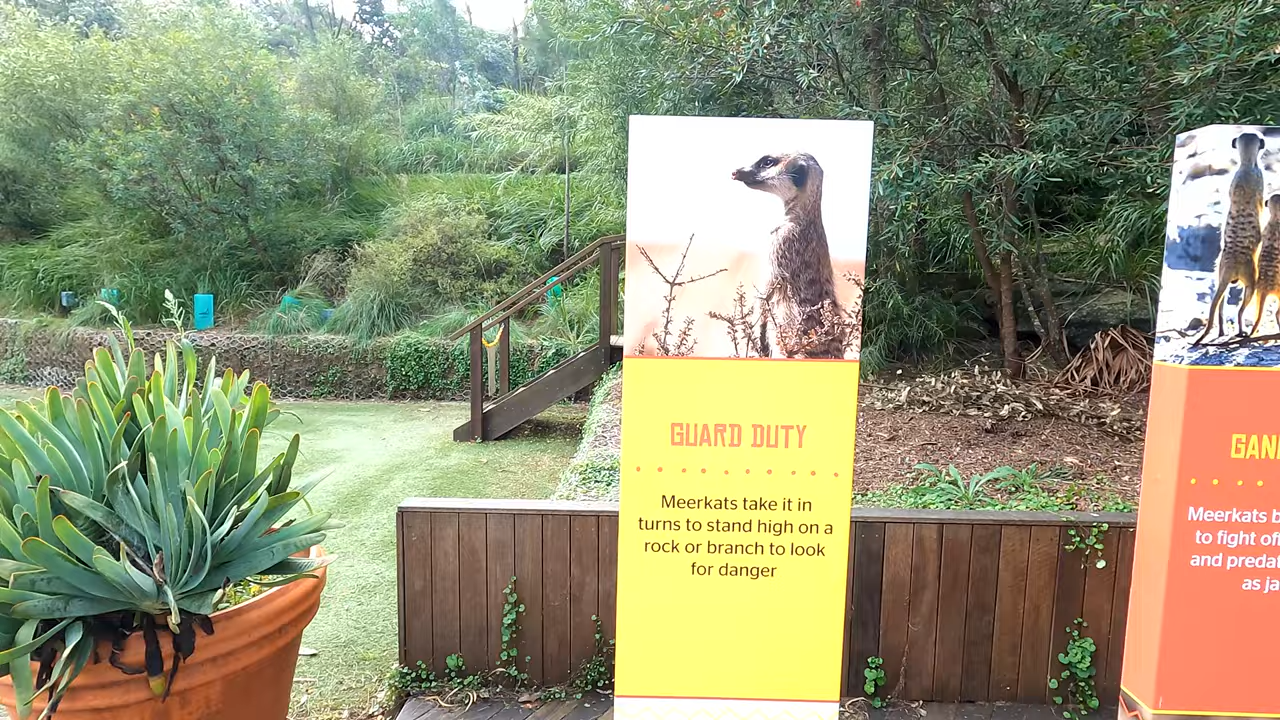 GUARD DUTY
Meerkats take it in
turns to stand high on a
rock or branch to look
for danger
Meerkats b
to fight of
and preda
as ja